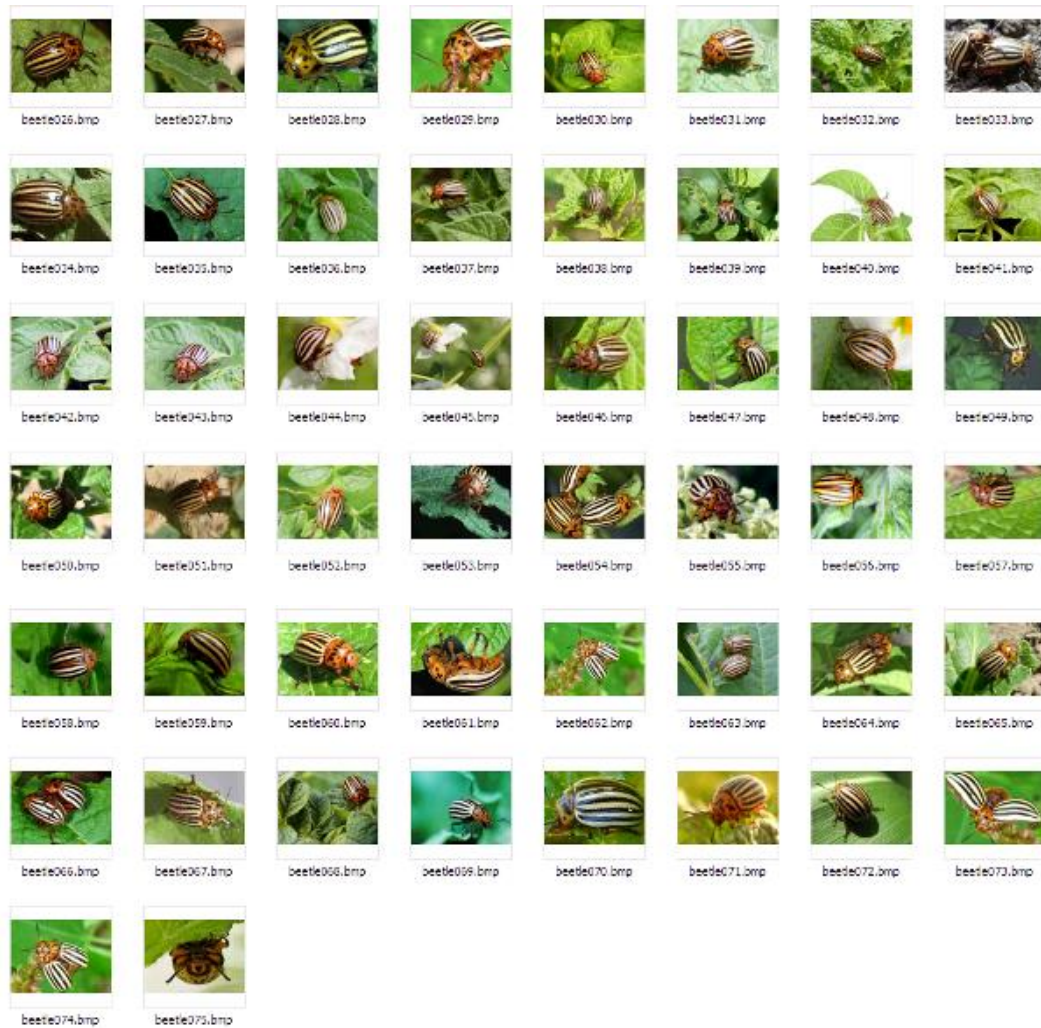 beetle026.bmp beetle027.bmp beetle028.bmp beetle029.bmp beetle030.bmp beetle031.bmp beetle032.bmp beetle033.bmp
beetle034.bmp beetle035.bmp beetle036.bmp beetle037.bmp beetle038.bmp beetle039.bmp beetle040.bmp beetle041.bmp
beetle042.bmp beetle043.bmp beetle044.bmp beetle045.bmp beetle046.bmp beetle047.bmp beetle048.bmp beetle049.bmp
beetle050.bmp beetle051.bmp beetle052.bmp beetle053.bmp beetle054.bmp beetle055.bmp beetle056.bmp beetle057.bmp
beetle058.bmp beetle059.bmp beetle060.bmp beetle061.bmp beetle062.bmp beetle063.bmp beetle064.bmp beetle065.bmp
beetle066.bmp beetle067.bmp beetle068.bmp beetle069.bmp beetle070.bmp beetle071.bmp beetle072.bmp beetle073.bmp
beetle074.bmp beetle075.bmp